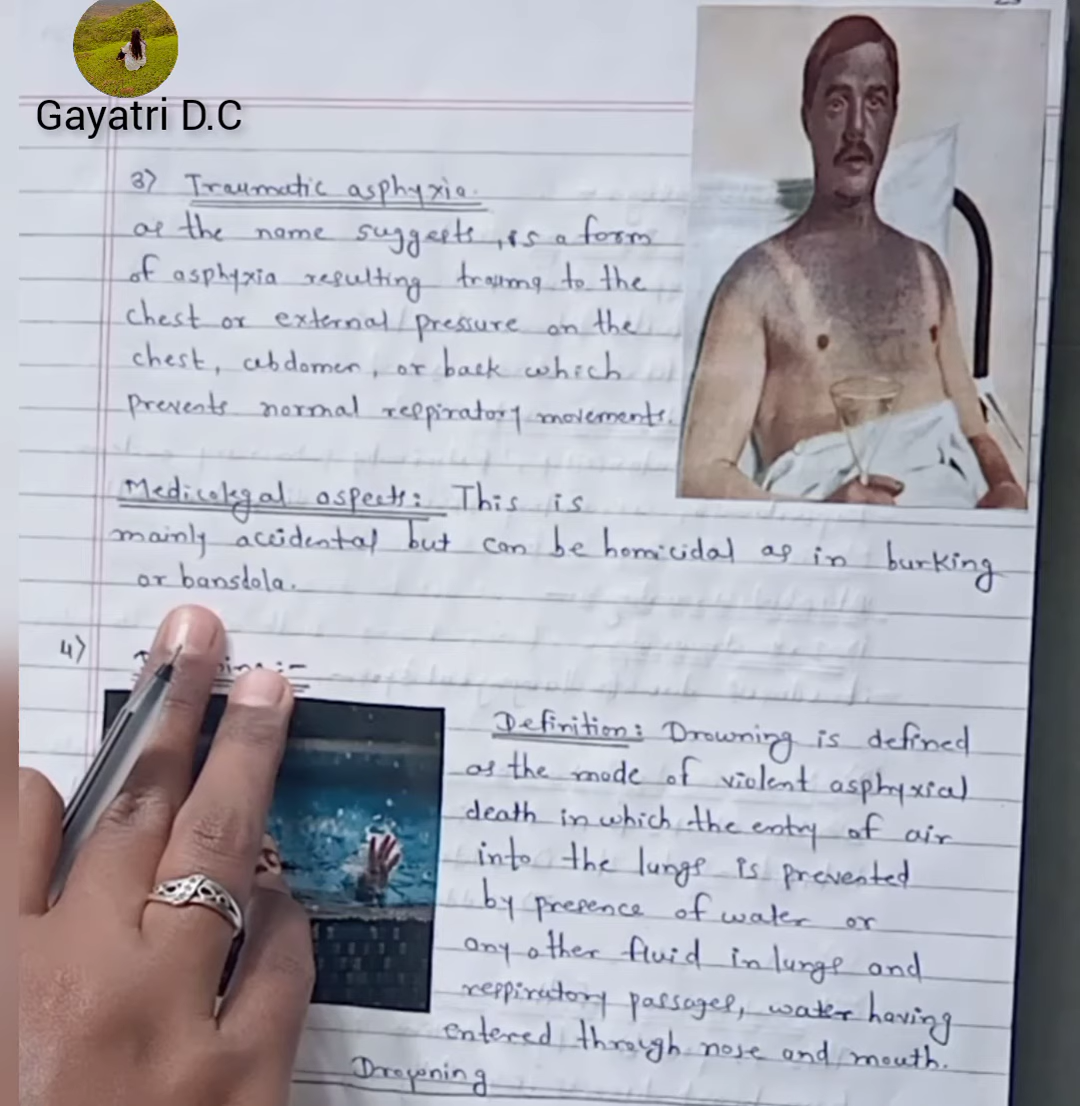 Gayatri D.C
3) Traumatic asphyxia.
as the name suggests, is a form
of asphyxia resulting trauma to the
chest or external pressure on the
chest, abdomen, or back which
prevents normal respiratory movements.
Medicolegal aspects: This is
mainly accidental but can be homicidal as in burking
or bansdola.
4)
Definition: Drowning is defined
as the mode of violent asphyxial
death in which the entry of air
into the lungs is prevented
by presence of water or
any other fluid in lungs and
respiratory passages, water having
entered through nose and mouth.
Drowning